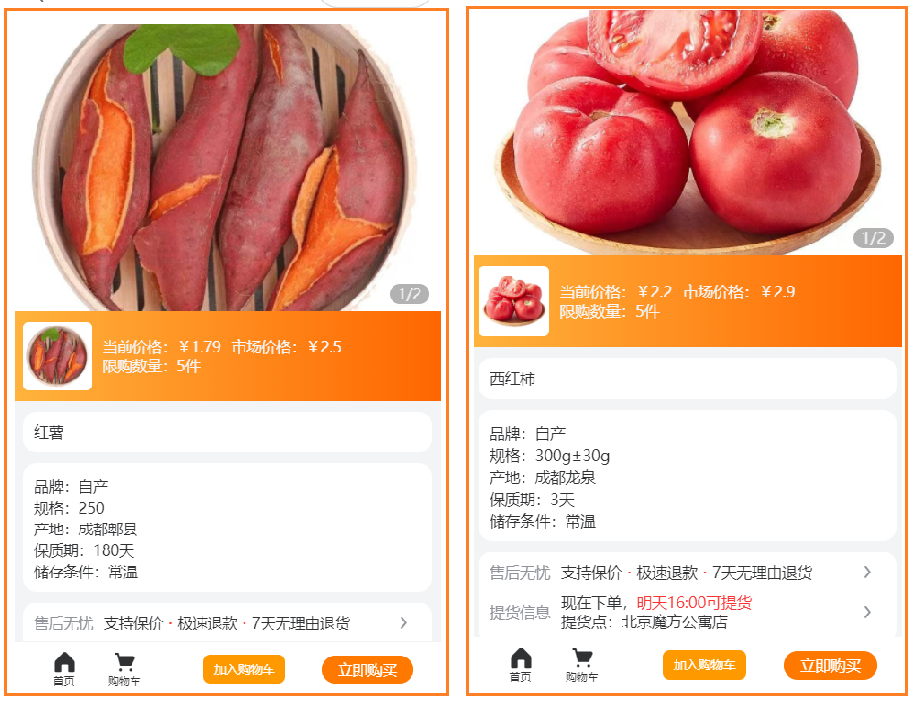 1/2
当前价格：￥1.79 市场价格：￥2.5
限购数量：5件
红薯
品牌：自产
规格：250
产地：成都郫县
保质期：180天
储存条件：常温
售后无忧 支持保价 · 极速退款 · 7天无理由退货
首页
购物车
加入购物车
立即购买
1/2
当前价格：￥2.2 市场价格：￥2.9
限购数量：5件
西红柿
品牌：自产
规格：300g±30g
产地：成都龙泉
保质期：3天
储存条件：常温
售后无忧 支持保价 · 极速退款 · 7天无理由退货
提货信息 现在下单，明天16:00可提货
提货点：北京魔方公寓店
首页
购物车
加入购物车
立即购买